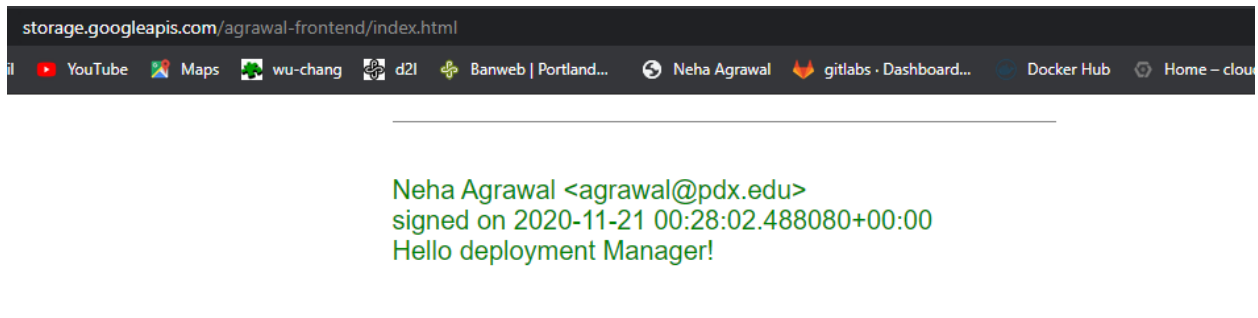 storage.googleapis.com/agrawal-frontend/index.html
il YouTube Maps wu-chang d2l Banweb | Portland... Neha Agrawal gitlabs · Dashboard... Docker Hub Home – cloud
Neha Agrawal <agrawal@pdx.edu>
signed on 2020-11-21 00:28:02.488080+00:00
Hello deployment Manager!